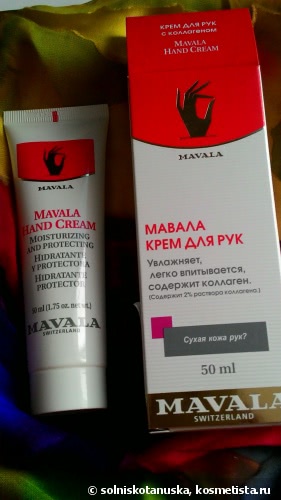 MAVALA
MAVALA
HAND CREAM
MOISTURIZING
AND PROTECTING
HIDRATANTE
Y PROTECTORA
HIDRATANTE
PROTECTOR
50 ml (1.75 oz. net wt.)
MAVALA
SWITZERLAND
КРЕМ ДЛЯ РУК
с коллагеном
MAVALA
HAND CREAM
MAVALA
МАВАЛА
КРЕМ ДЛЯ РУК
Увлажняет,
легко впитывается,
содержит коллаген.
(Содержит 2% раствора коллагена.)
Сухая кожа рук?
50 ml
MAVALA
SWITZERLAND
© solniskotanuska, kosmetista.ru